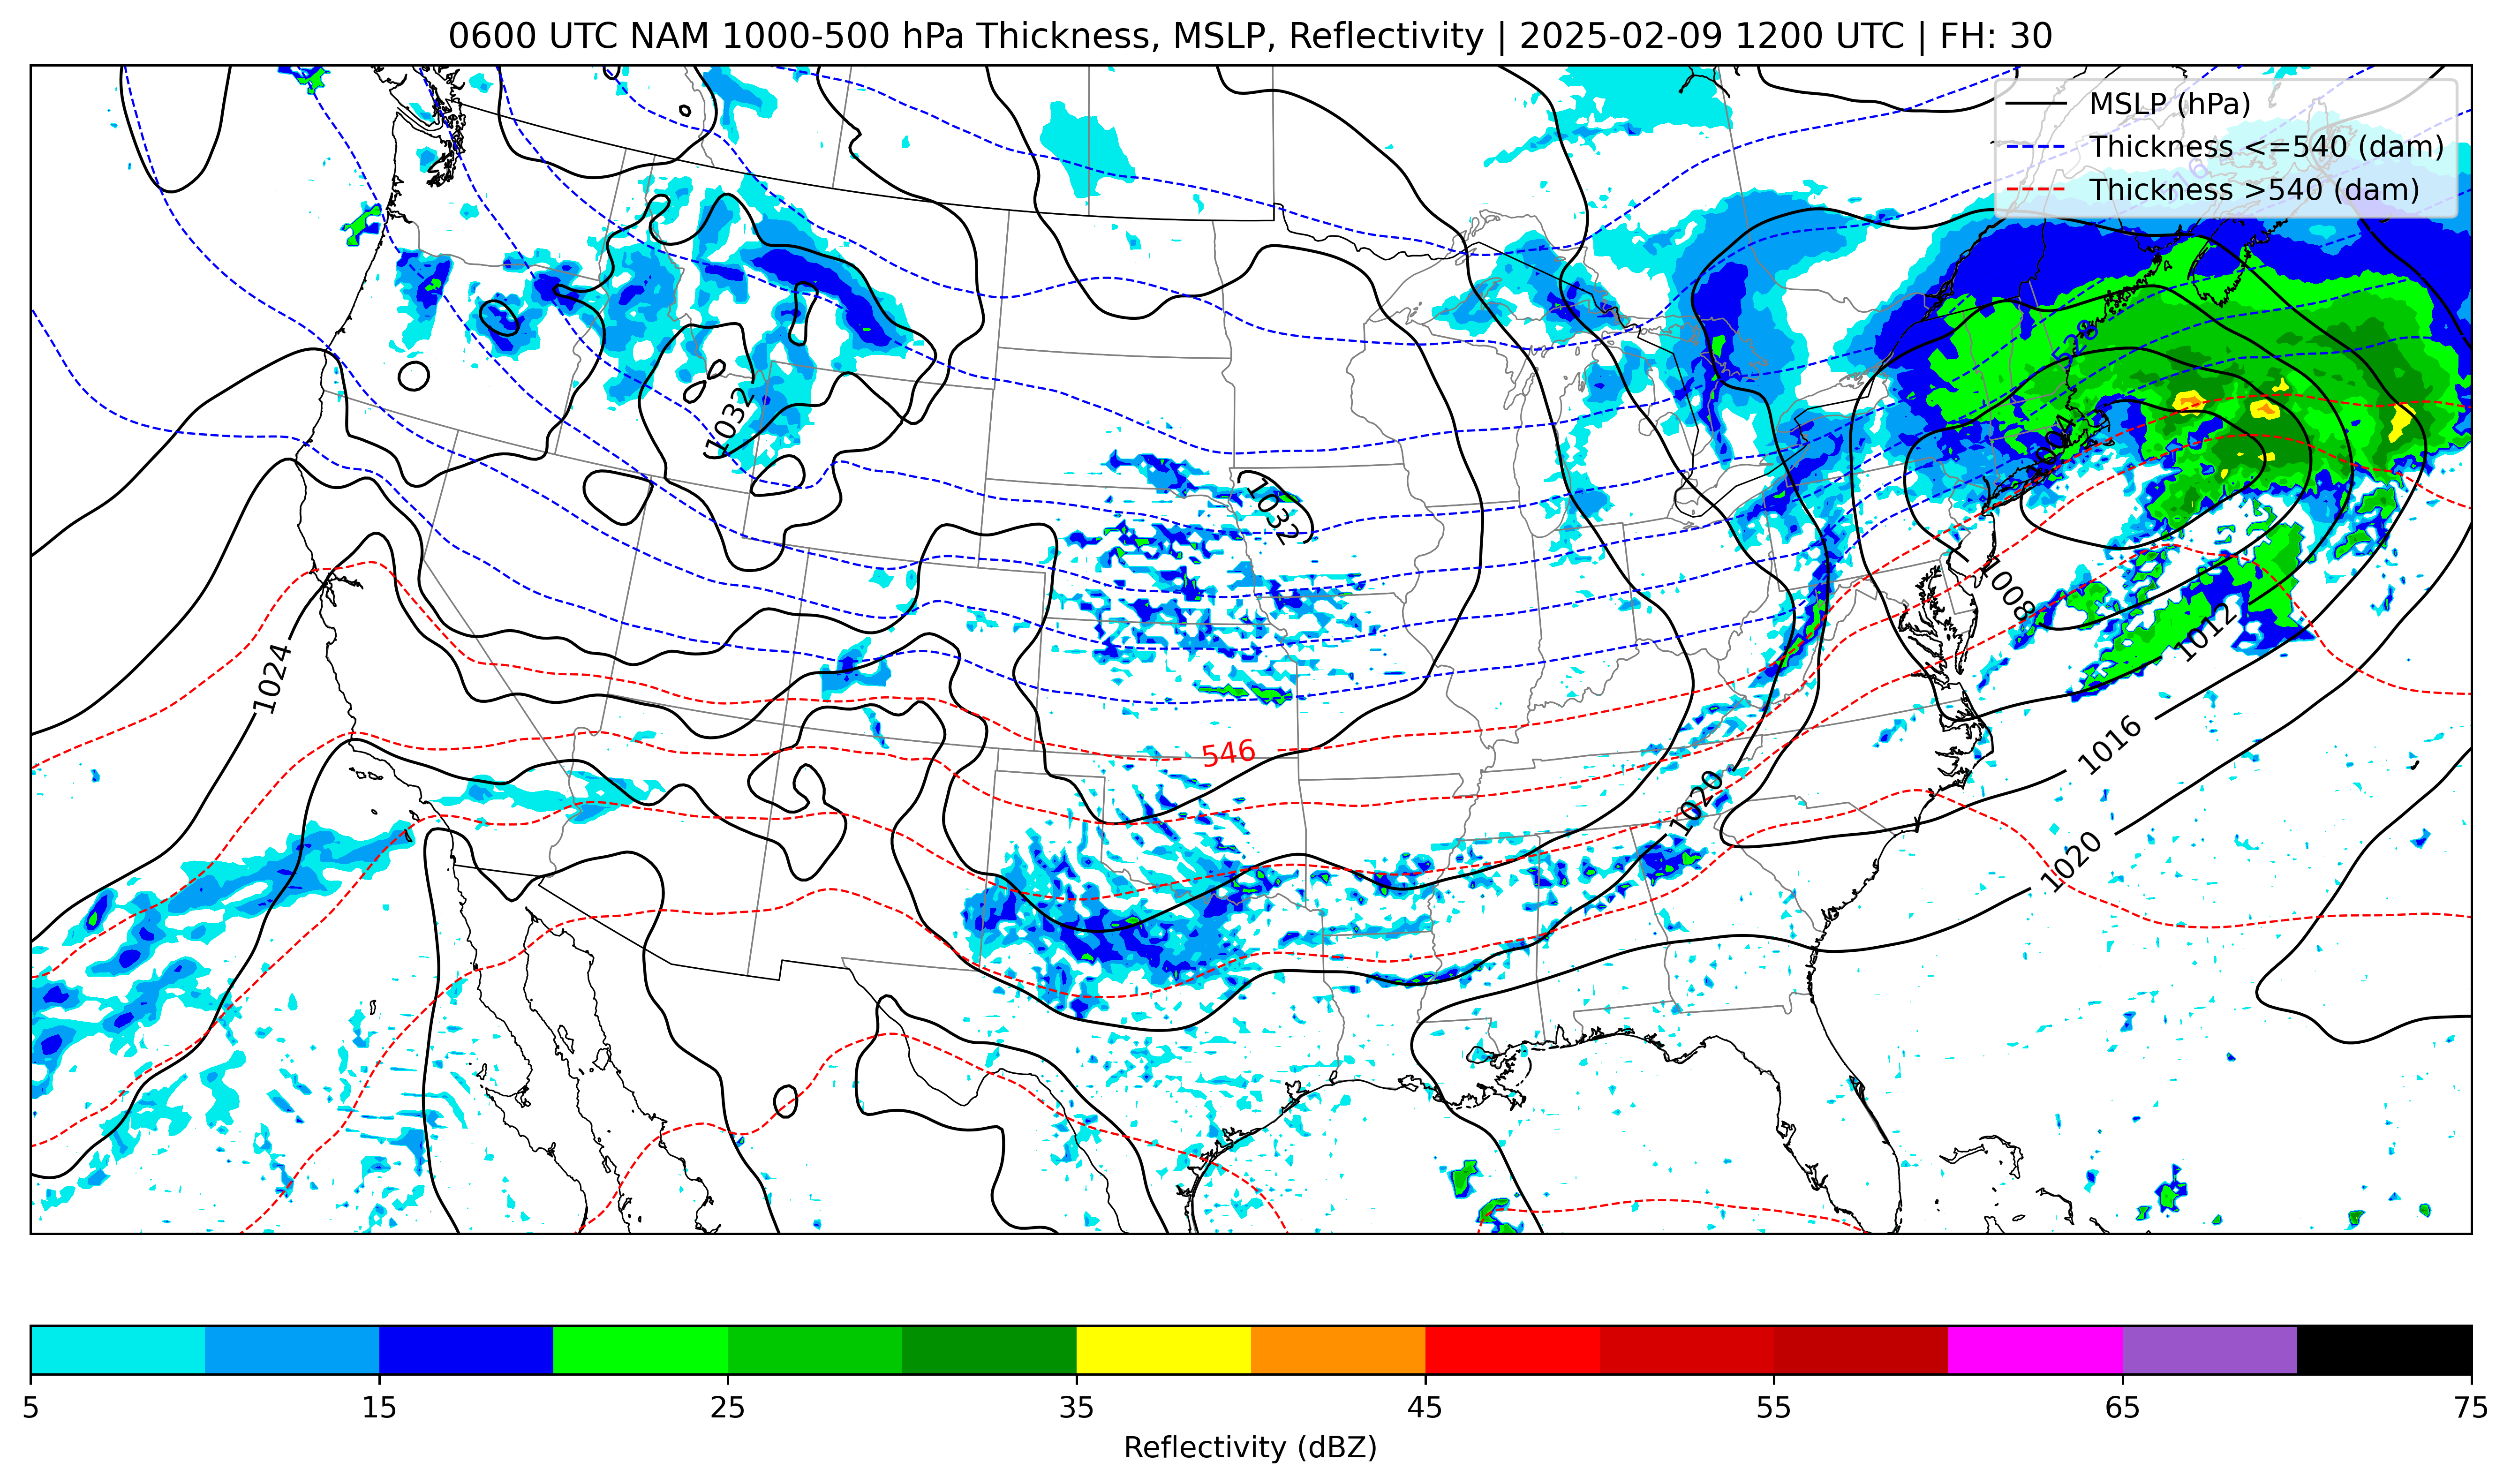 0600 UTC NAM 1000-500 hPa Thickness, MSLP, Reflectivity | 2025-02-09 1200 UTC | FH: 30
MSLP (hPa)
Thickness <=540 (dam)
Thickness >540 (dam)
528
1032
1004
1032
1008
1012
1024
1016
546
1020
1020
5 15 25 35 45 55 65 75
Reflectivity (dBZ)